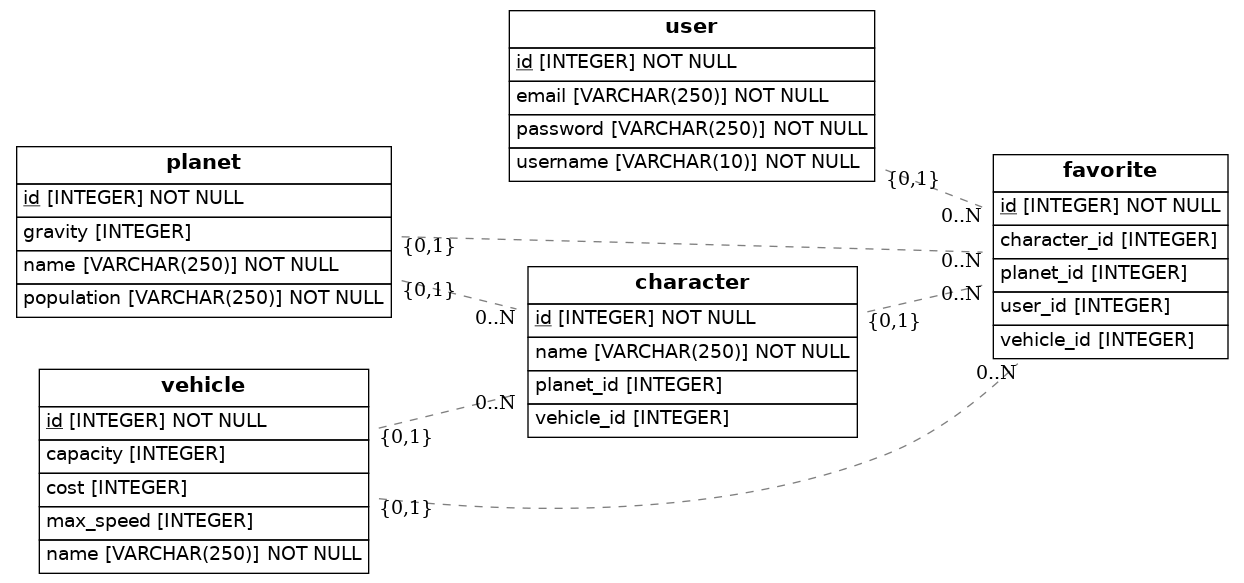 user
id [INTEGER] NOT NULL
email [VARCHAR(250)] NOT NULL
password [VARCHAR(250)] NOT NULL
username [VARCHAR(10)] NOT NULL
{0,1}
0..N
planet
id [INTEGER] NOT NULL
gravity [INTEGER]
name [VARCHAR(250)] NOT NULL
population [VARCHAR(250)] NOT NULL
{0,1}
0..N
{0,1}
0..N
favorite
id [INTEGER] NOT NULL
character_id [INTEGER]
planet_id [INTEGER]
user_id [INTEGER]
vehicle_id [INTEGER]
character
id [INTEGER] NOT NULL
name [VARCHAR(250)] NOT NULL
planet_id [INTEGER]
vehicle_id [INTEGER]
{0,1}
0..N
vehicle
id [INTEGER] NOT NULL
capacity [INTEGER]
cost [INTEGER]
max_speed [INTEGER]
name [VARCHAR(250)] NOT NULL
{0,1}
0..N
{0,1}
0..N